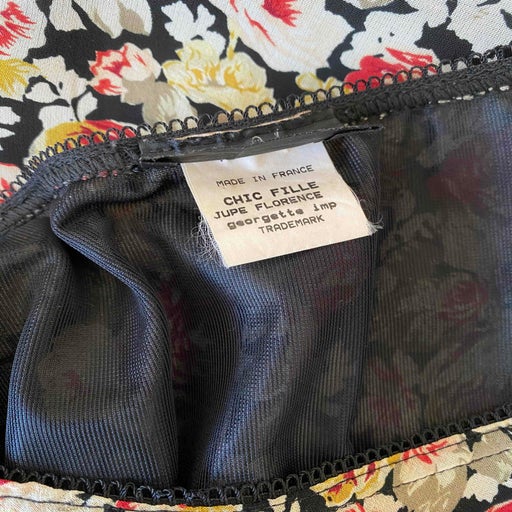 MADE IN FRANCE
CHIC FILLE
JUPE FLORENCE
georgette imp
TRADEMARK